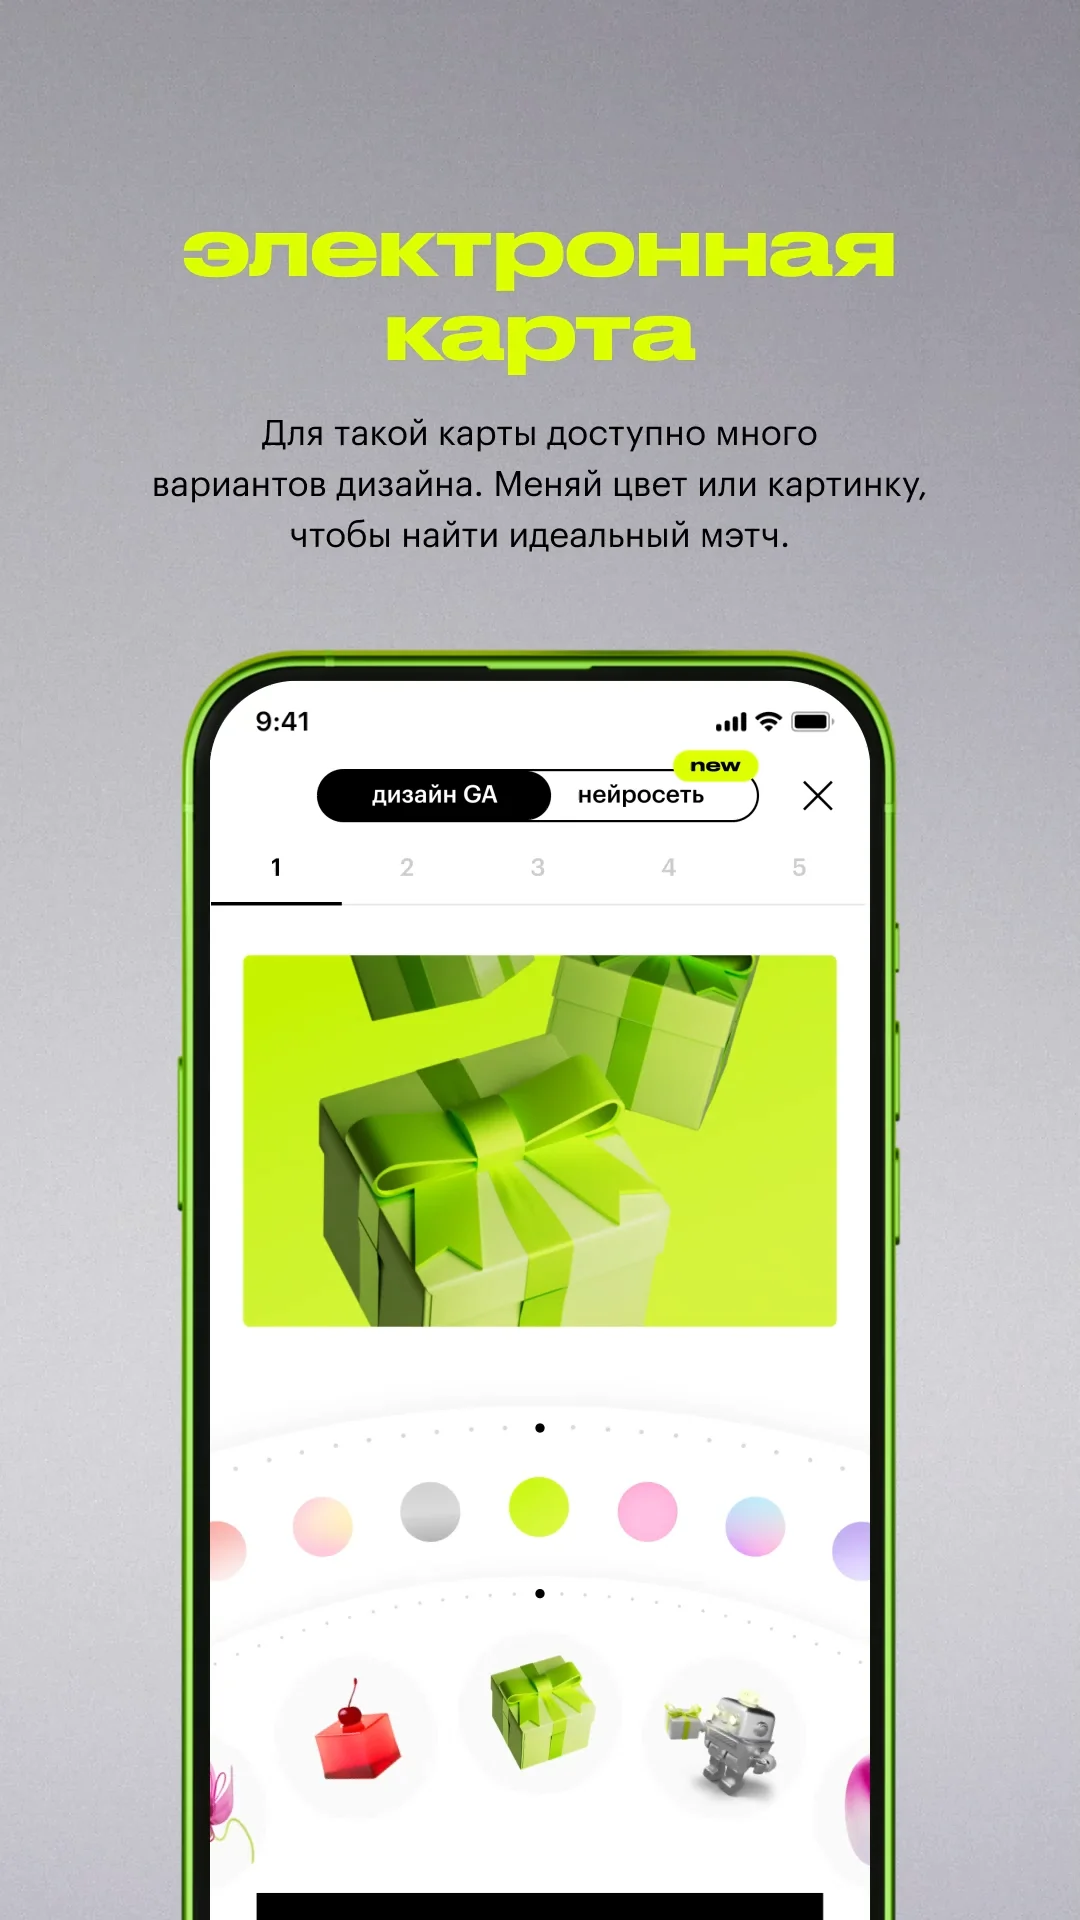 электронная
карта
Для такой карты доступно много
вариантов дизайна. Меняй цвет или картинку,
чтобы найти идеальный мэтч.
9:41
new
дизайн GA нейросеть
1 2 3 4 5